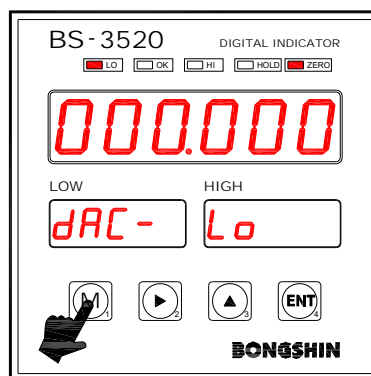 BS-3520 DIGITAL INDICATOR
LO OK HI HOLD ZERO
000.000
LOW HIGH
dAC- Lo
M 1 2 3 ENT 4
BONGSHIN